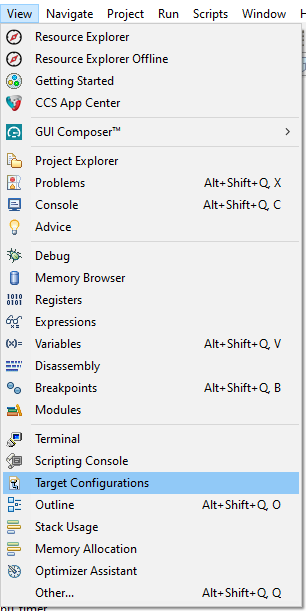 View Navigate Project Run Scripts Window
Resource Explorer
Resource Explorer Offline
Getting Started
CCS App Center
GUI Composer™
Project Explorer
Problems Alt+Shift+Q, X
Console Alt+Shift+Q, C
Advice
Debug
Memory Browser
1010
0101
Registers
Expressions
(x)= Variables Alt+Shift+Q, V
Disassembly
Breakpoints Alt+Shift+Q, B
Modules
Terminal
Scripting Console
Target Configurations
Outline Alt+Shift+Q, O
Stack Usage
Memory Allocation
Optimizer Assistant
Other... Alt+Shift+Q, Q